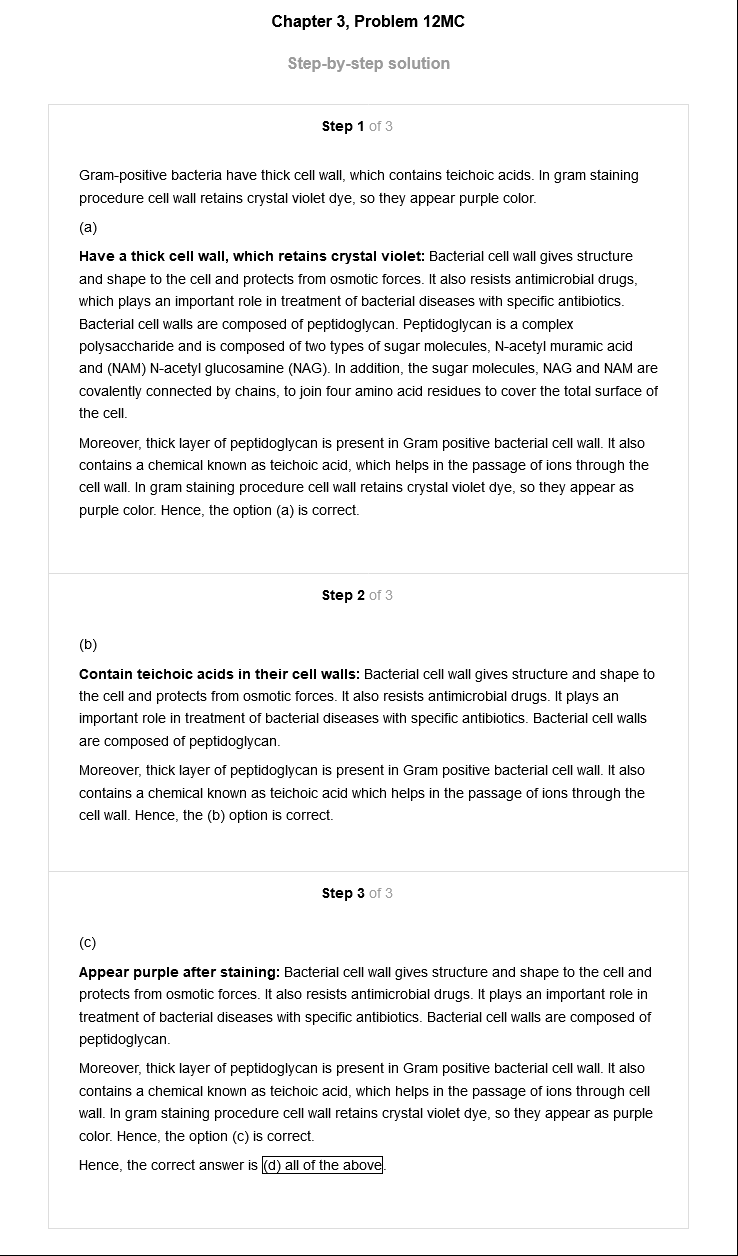 Chapter 3, Problem 12MC
Step-by-step solution
Step 1 of 3
Gram-positive bacteria have thick cell wall, which contains teichoic acids. In gram staining
procedure cell wall retains crystal violet dye, so they appear purple color.
(a)
Have a thick cell wall, which retains crystal violet: Bacterial cell wall gives structure
and shape to the cell and protects from osmotic forces. It also resists antimicrobial drugs,
which plays an important role in treatment of bacterial diseases with specific antibiotics.
Bacterial cell walls are composed of peptidoglycan. Peptidoglycan is a complex
polysaccharide and is composed of two types of sugar molecules, N-acetyl muramic acid
and (NAM) N-acetyl glucosamine (NAG). In addition, the sugar molecules, NAG and NAM are
covalently connected by chains, to join four amino acid residues to cover the total surface of
the cell.
Moreover, thick layer of peptidoglycan is present in Gram positive bacterial cell wall. It also
contains a chemical known as teichoic acid, which helps in the passage of ions through the
cell wall. In gram staining procedure cell wall retains crystal violet dye, so they appear as
purple color. Hence, the option (a) is correct.
Step 2 of 3
(b)
Contain teichoic acids in their cell walls: Bacterial cell wall gives structure and shape to
the cell and protects from osmotic forces. It also resists antimicrobial drugs. It plays an
important role in treatment of bacterial diseases with specific antibiotics. Bacterial cell walls
are composed of peptidoglycan.
Moreover, thick layer of peptidoglycan is present in Gram positive bacterial cell wall. It also
contains a chemical known as teichoic acid which helps in the passage of ions through the
cell wall. Hence, the (b) option is correct.
Step 3 of 3
(c)
Appear purple after staining: Bacterial cell wall gives structure and shape to the cell and
protects from osmotic forces. It also resists antimicrobial drugs. It plays an important role in
treatment of bacterial diseases with specific antibiotics. Bacterial cell walls are composed of
peptidoglycan.
Moreover, thick layer of peptidoglycan is present in Gram positive bacterial cell wall. It also
contains a chemical known as teichoic acid, which helps in the passage of ions through cell
wall. In gram staining procedure cell wall retains crystal violet dye, so they appear as purple
color. Hence, the option (c) is correct.
Hence, the correct answer is (d) all of the above.